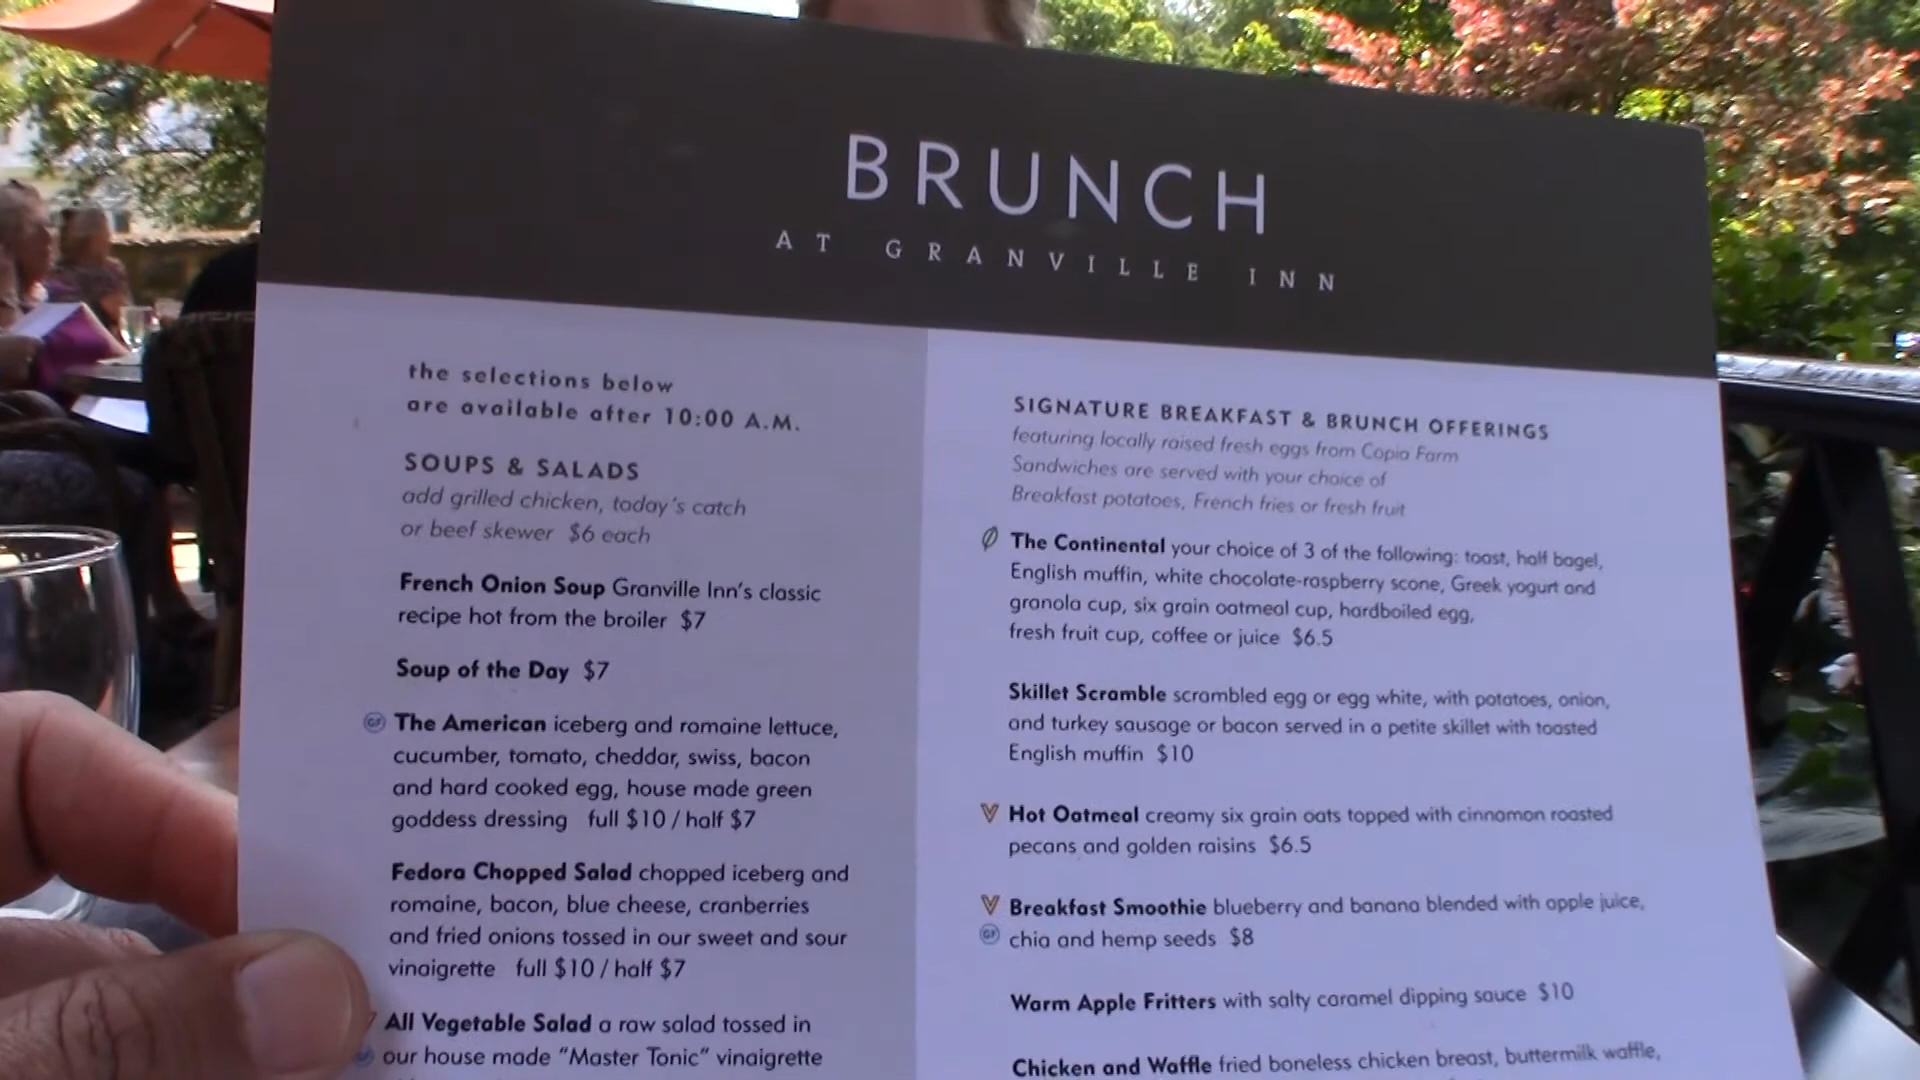 BRUNCH
AT GRANVILLE INN
the selections below
are available after 10:00 A.M.
SOUPS & SALADS
add grilled chicken, today's catch
or beef skewer $6 each
French Onion Soup Granville Inn's classic
recipe hot from the broiler $7
Soup of the Day $7
GF The American iceberg and romaine lettuce,
cucumber, tomato, cheddar, swiss, bacon
and hard cooked egg, house made green
goddess dressing full $10 / half $7
Fedora Chopped Salad chopped iceberg and
romaine, bacon, blue cheese, cranberries
and fried onions tossed in our sweet and sour
vinaigrette full $10 / half $7
All Vegetable Salad a raw salad tossed in
our house made "Master Tonic" vinaigrette
SIGNATURE BREAKFAST & BRUNCH OFFERINGS
featuring locally raised fresh eggs from Copia Farm
Sandwiches are served with your choice of
Breakfast potatoes, French fries or fresh fruit
The Continental your choice of 3 of the following: toast, half bagel,
English muffin, white chocolate-raspberry scone, Greek yogurt and
granola cup, six grain oatmeal cup, hardboiled egg,
fresh fruit cup, coffee or juice $6.5
Skillet Scramble scrambled egg or egg white, with potatoes, onion,
and turkey sausage or bacon served in a petite skillet with toasted
English muffin $10
V Hot Oatmeal creamy six grain oats topped with cinnamon roasted
pecans and golden raisins $6.5
V Breakfast Smoothie blueberry and banana blended with apple juice,
GF chia and hemp seeds $8
Warm Apple Fritters with salty caramel dipping sauce $10
Chicken and Waffle fried boneless chicken breast, buttermilk waffle,